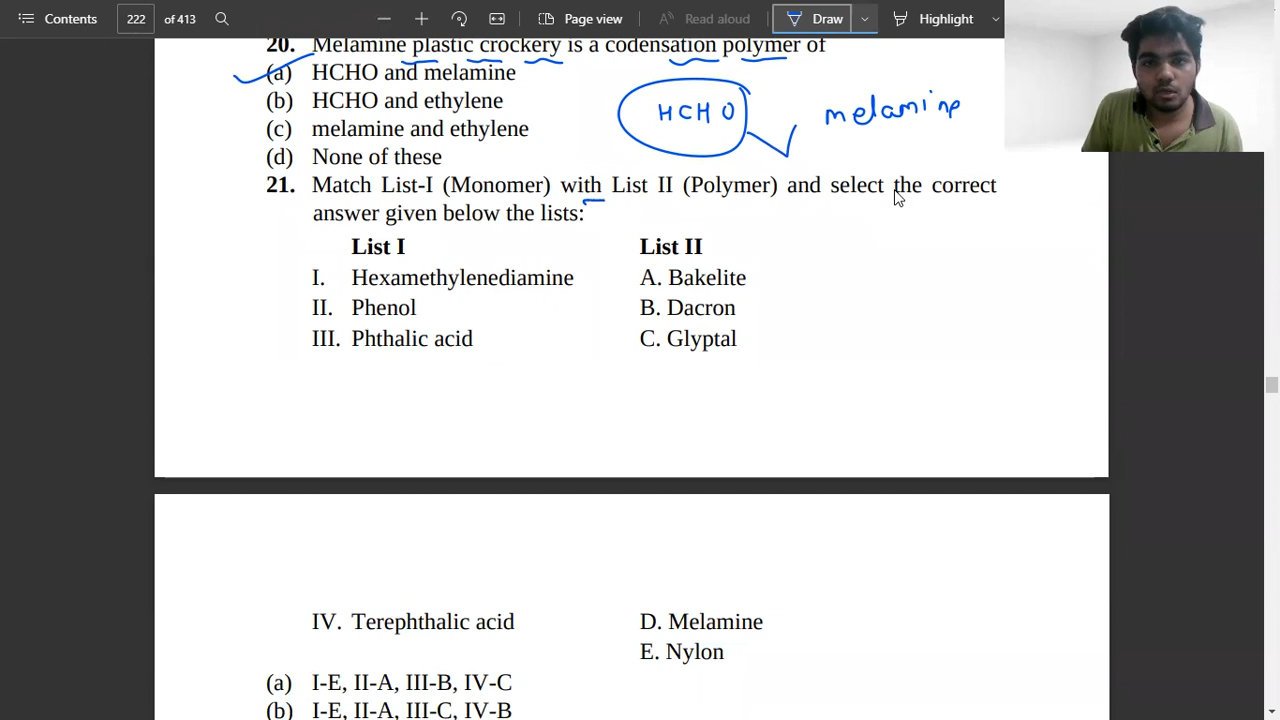 Contents 222 of 413 Page view Read aloud Draw Highlight
20. Melamine plastic crockery is a codensation polymer of
(a) HCHO and melamine
(b) HCHO and ethylene
(c) melamine and ethylene
(d) None of these
HCHO melamine
21. Match List-I (Monomer) with List II (Polymer) and select the correct
answer given below the lists:
List I List II
I. Hexamethylenediamine A. Bakelite
II. Phenol B. Dacron
III. Phthalic acid C. Glyptal
IV. Terephthalic acid D. Melamine
E. Nylon
(a) I-E, II-A, III-B, IV-C
(b) I-E, II-A, III-C, IV-B